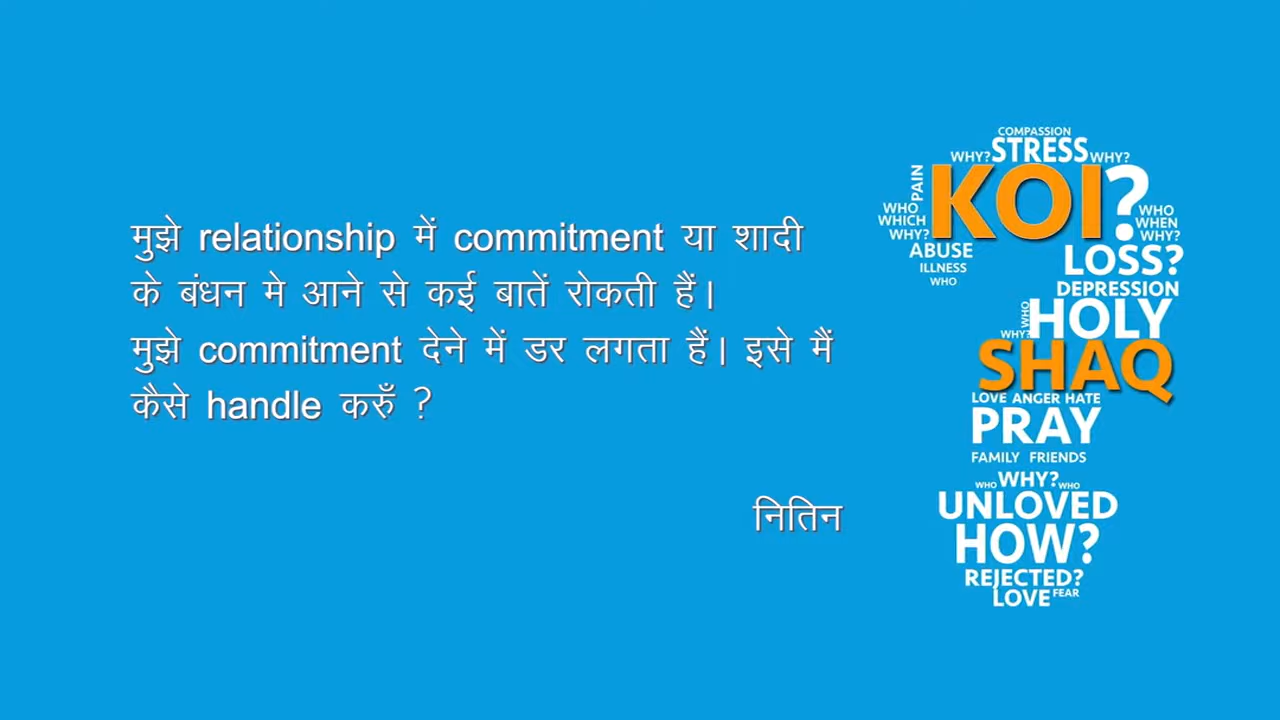 मुझे relationship में commitment या शादी
के बंधन मे आने से कई बातें रोकती हैं।
मुझे commitment देने में डर लगता हैं। इसे मैं
कैसे handle करुँ ?
नितिन
COMPASSION
WHY? STRESS WHY?
PAIN
KOI?
WHO
WHICH
WHY?
WHO
WHEN
WHY?
ABUSE
ILLNESS
WHO
LOSS?
DEPRESSION
WHO
HOLY
WHY?
SHAQ
LOVE ANGER HATE
PRAY
FAMILY FRIENDS
WHO WHY? WHO
UNLOVED
HOW?
REJECTED?
LOVE FEAR